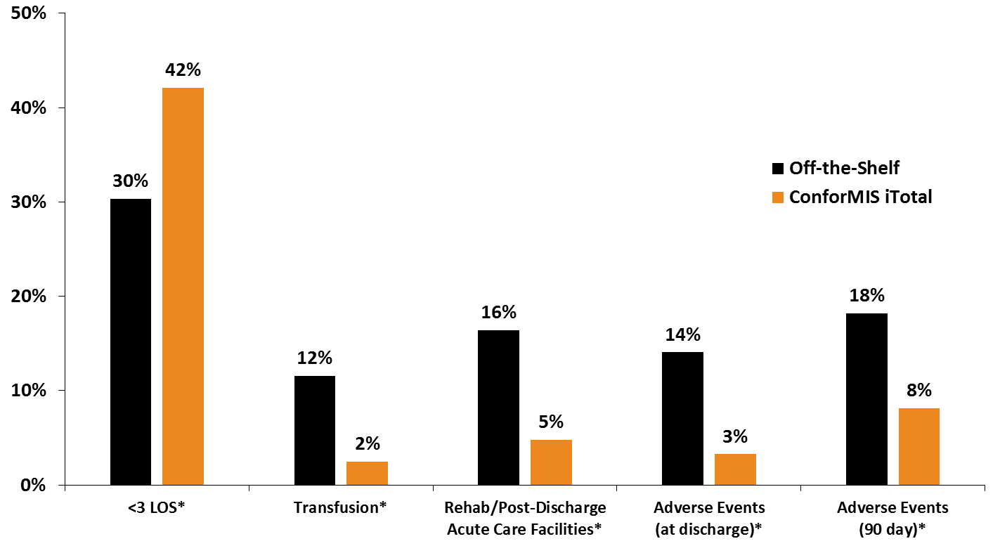 50%
40%
30%
20%
10%
0%
30%
42%
12%
2%
16%
5%
14%
3%
18%
8%
Off-the-Shelf
ConforMIS iTotal
<3 LOS*
Transfusion*
Rehab/Post-Discharge
Acute Care Facilities*
Adverse Events
(at discharge)*
Adverse Events
(90 day)*